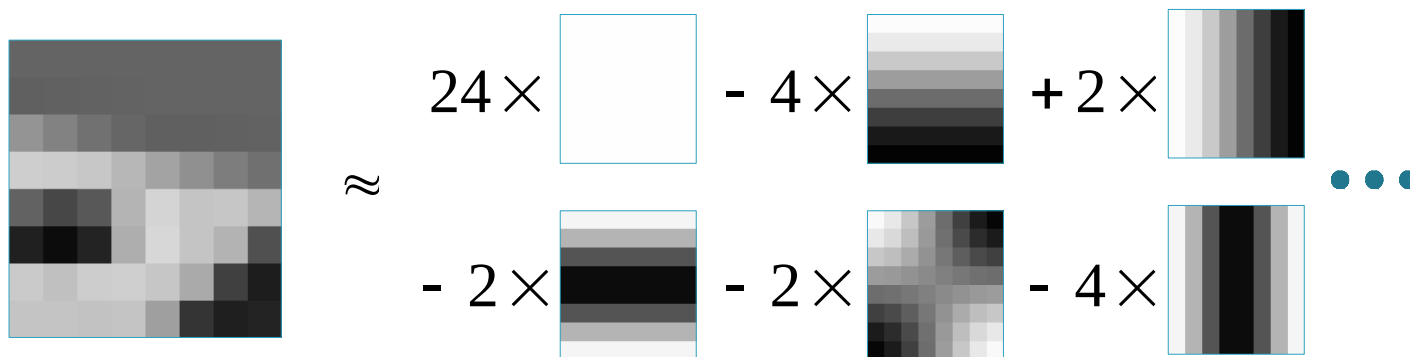 24 × - 4 × + 2 ×
≈
- 2 × - 2 × - 4 ×